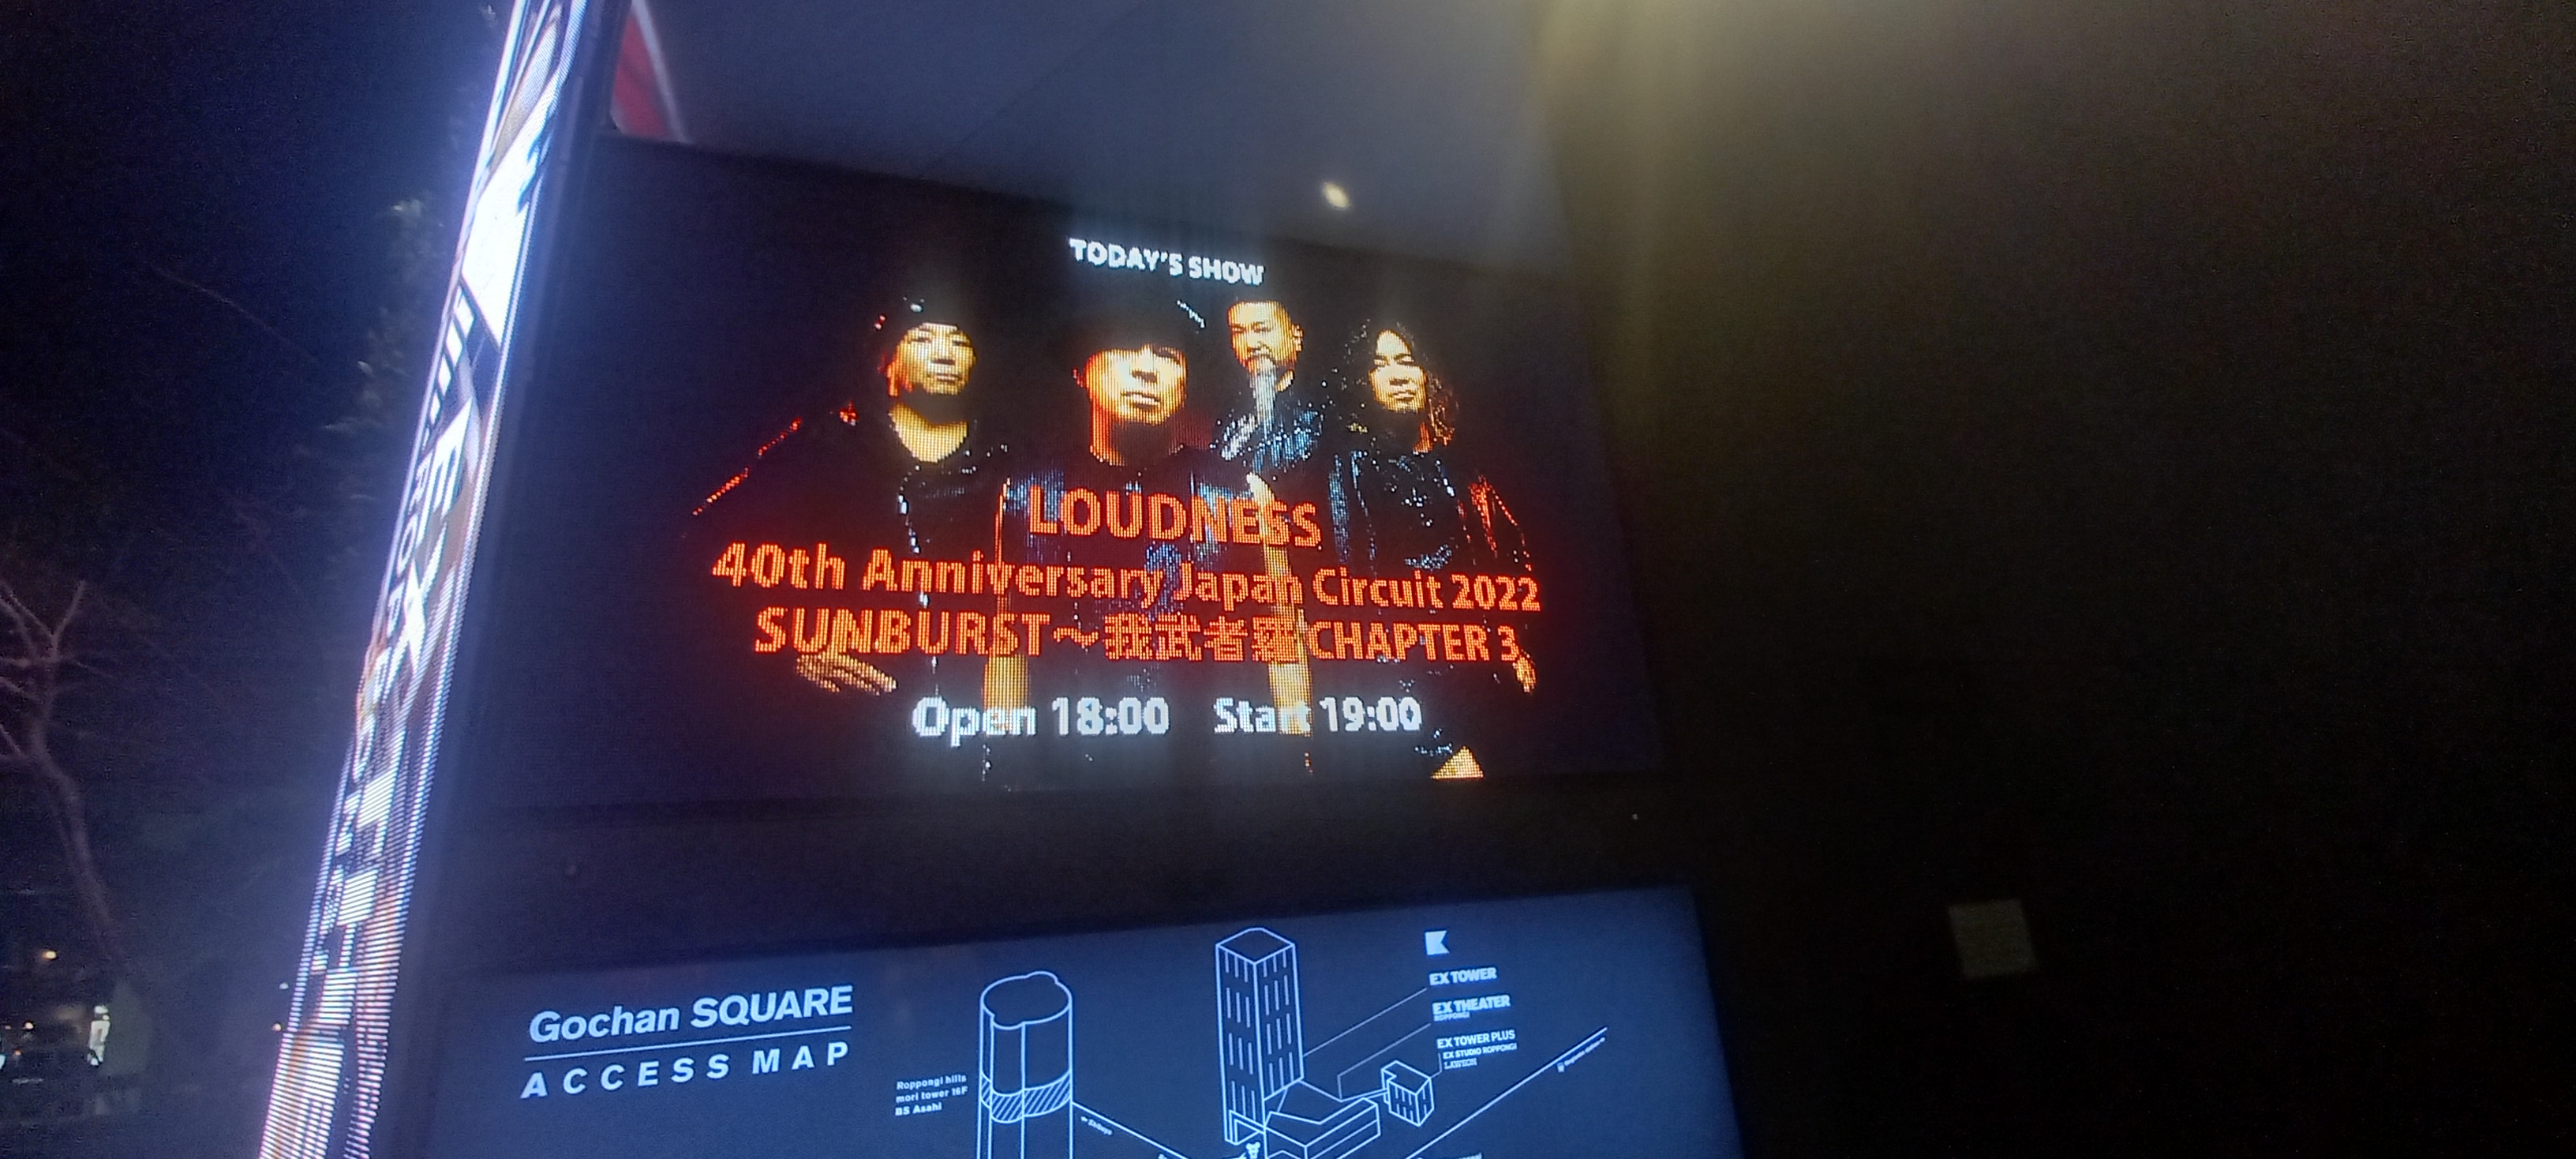 TODAY'S SHOW
LOUDNESS
40th Anniversary Japan Circuit 2022
SUNBURST～我武者羅 CHAPTER 3
Open 18:00 Start 19:00
Gochan SQUARE
ACCESS MAP
Roppongi hills
mori tower 16F
BS Asahi
EX TOWER
EX THEATER
ROPPONGI
EX TOWER PLUS
EX STUDIO ROPPONGI